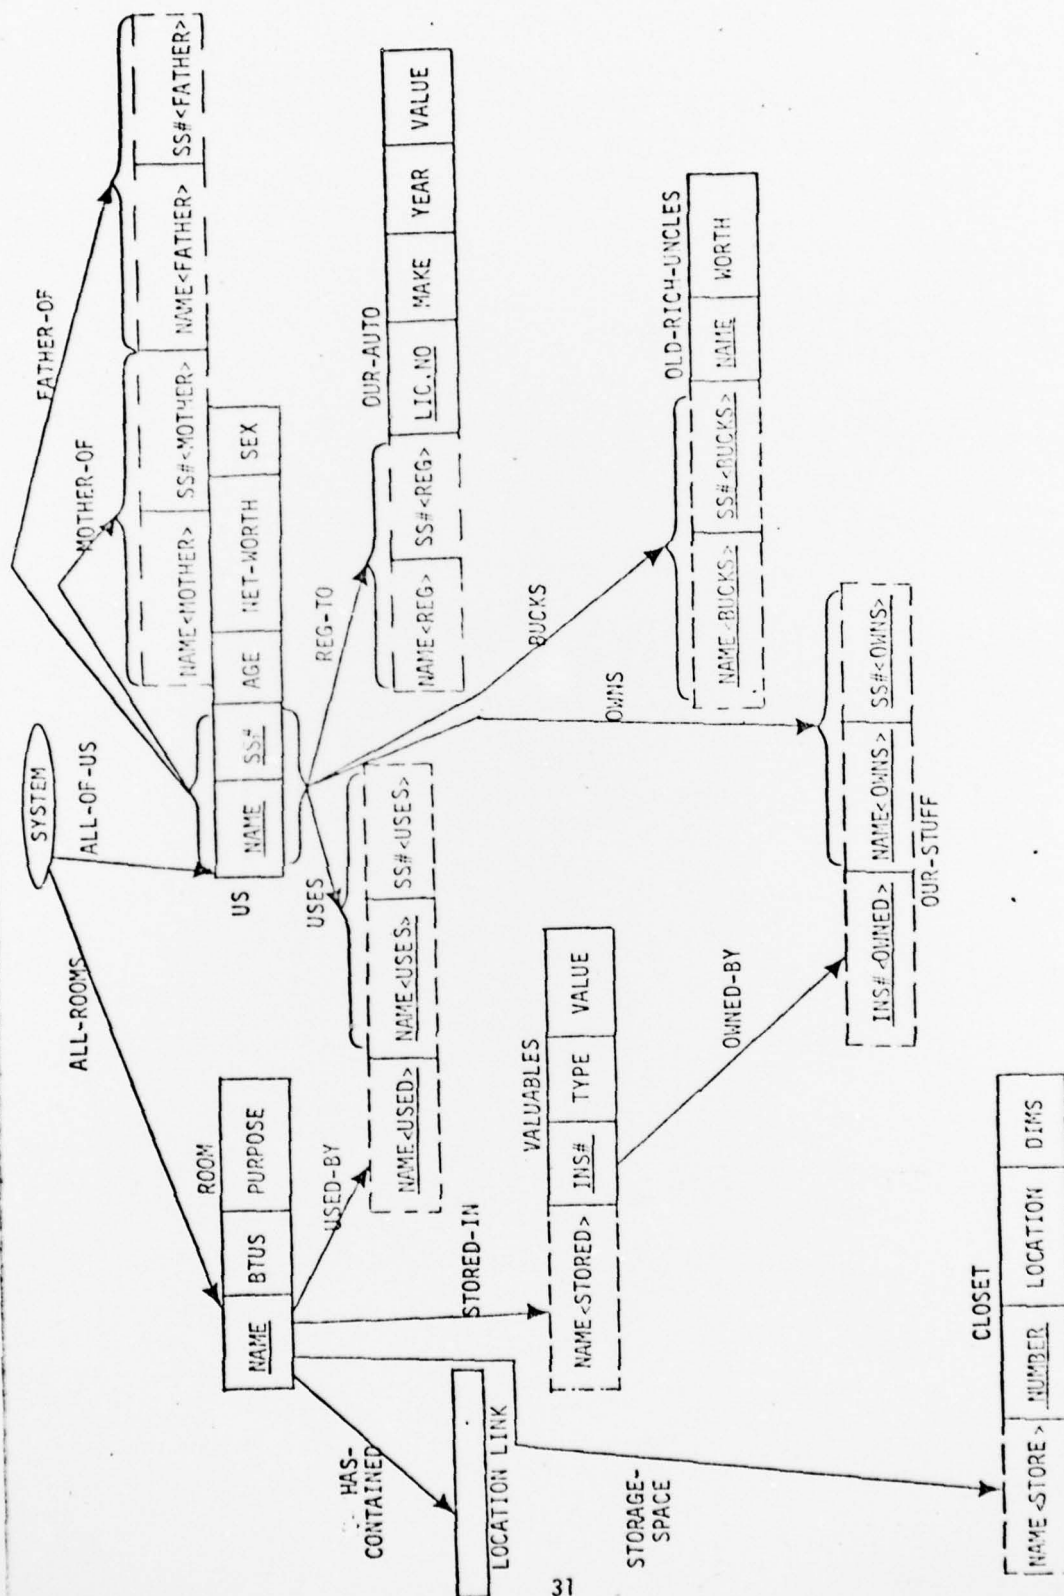 SYSTEM
ALL-ROOMS
ALL-OF-US
MOTHER-OF
FATHER-OF
NAME<MOTHER> SS#<MOTHER> NAME<FATHER> SS#<FATHER>
US
NAME SS# AGE NET-WORTH SEX
ROOM
NAME BTUS PURPOSE
USED-BY
USES
NAME<USED> NAME<USES> SS#<USES>
REG-TO
OUR-AUTO
NAME<REG> SS#<REG> LIC.NO MAKE YEAR VALUE
HAS-
CONTAINED
LOCATION LINK
STORED-IN
VALUABLES
NAME<STORED> INS# TYPE VALUE
BUCKS
OLD-RICH-UNCLES
NAME<BUCKS> SS#<BUCKS> NAME WORTH
OWNS
OWNED-BY
INS#<OWNED> NAME<OWNS> SS#<OWNS>
OUR-STUFF
STORAGE-
SPACE
CLOSET
NAME<STORE> NUMBER LOCATION DIMS
31